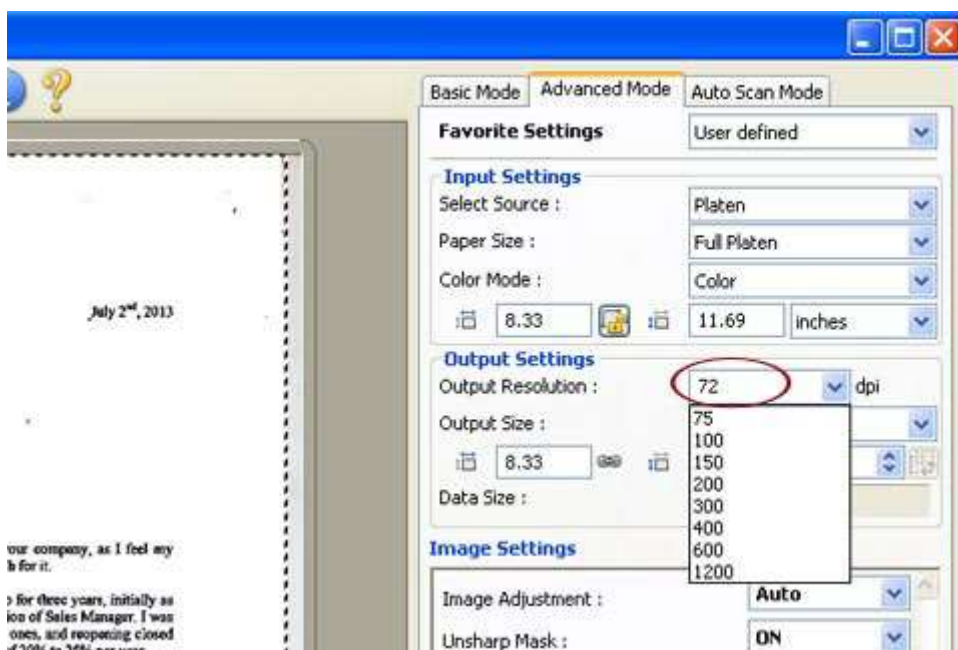 ?
Basic Mode Advanced Mode Auto Scan Mode
Favorite Settings User defined
Input Settings
Select Source : Platen
Paper Size : Full Platen
Color Mode : Color
8.33 11.69 inches
Output Settings
Output Resolution : 72 dpi
Output Size :
8.33
Data Size :
75
100
150
200
300
400
600
1200
Image Settings
Image Adjustment : Auto
Unsharp Mask : ON
July 2nd, 2013
our company, as I feel my
h for it.
o for three years, initially as
ion of Sales Manager. I was
ones, and reopening closed